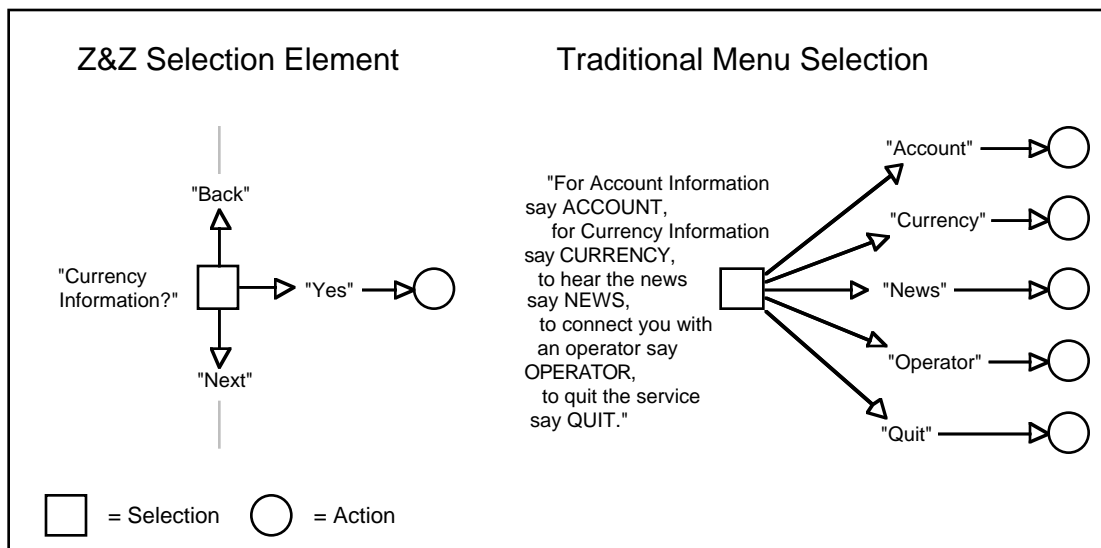 Z&Z Selection Element
"Back"
"Currency
Information?"
"Yes"
"Next"
Traditional Menu Selection
"For Account Information
say ACCOUNT,
for Currency Information
say CURRENCY,
to hear the news
say NEWS,
to connect you with
an operator say
OPERATOR,
to quit the service
say QUIT."
"Account"
"Currency"
"News"
"Operator"
"Quit"
= Selection
= Action